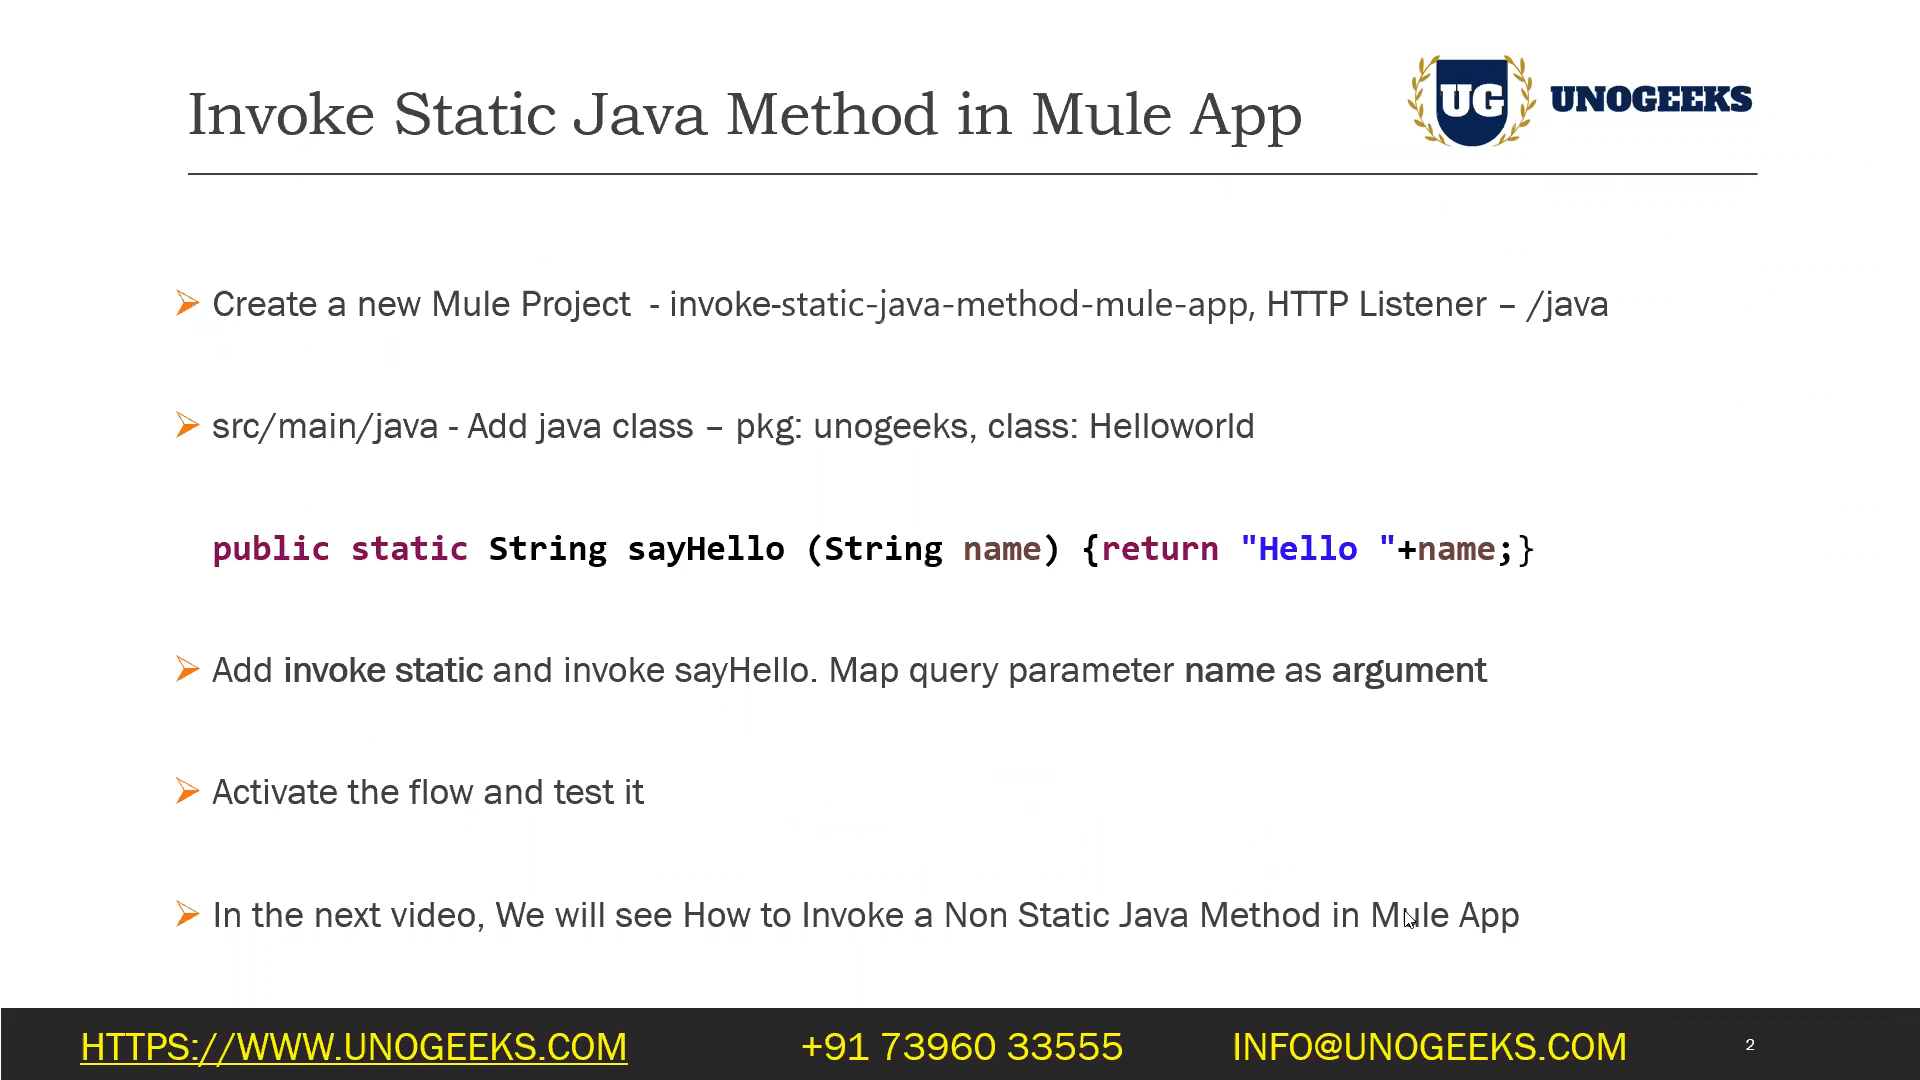 Invoke Static Java Method in Mule App
UG UNOGEEKS
Create a new Mule Project - invoke-static-java-method-mule-app, HTTP Listener – /java
src/main/java - Add java class – pkg: unogeeks, class: Helloworld
public static String sayHello (String name) {return "Hello "+name;}
Add invoke static and invoke sayHello. Map query parameter name as argument
Activate the flow and test it
In the next video, We will see How to Invoke a Non Static Java Method in Mule App
HTTPS://WWW.UNOGEEKS.COM +91 73960 33555 INFO@UNOGEEKS.COM 2